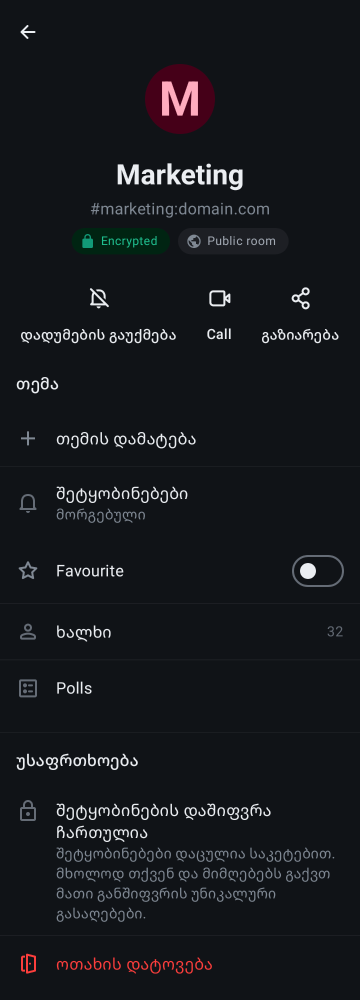 M
Marketing
#marketing:domain.com
Encrypted
Public room
დადუმების გაუქმება
Call
გაზიარება
თემა
თემის დამატება
შეტყობინებები
მორგებული
Favourite
ხალხი
32
Polls
უსაფრთხოება
შეტყობინების დაშიფვრა
ჩართულია
შეტყობინებები დაცულია საკეტებით.
მხოლოდ თქვენ და მიმღებებს გაქვთ
მათი განშიფვრის უნიკალური
გასაღებები.
ოთახის დატოვება